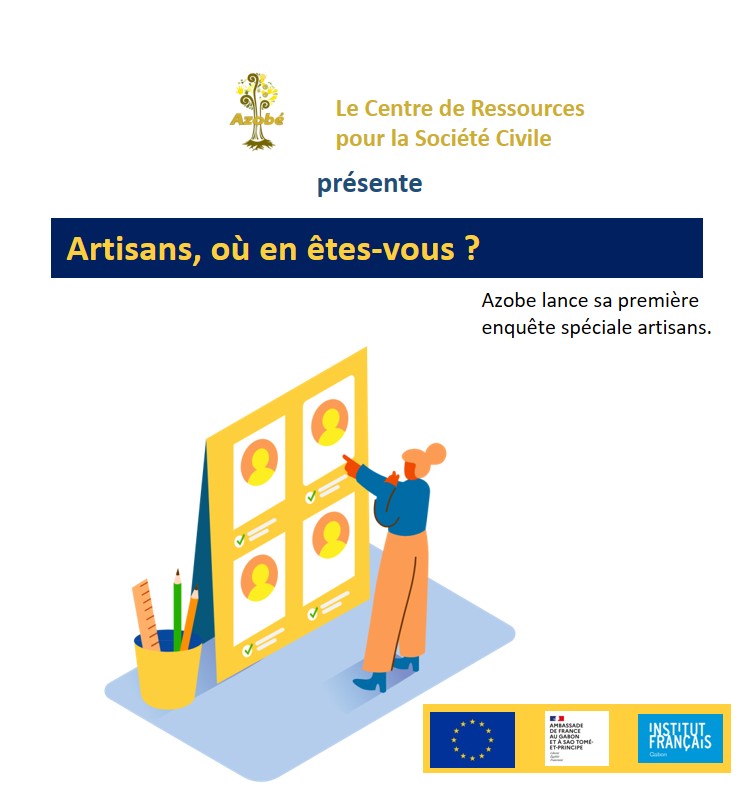 Azobé
Le Centre de Ressources
pour la Société Civile
présente
Artisans, où en êtes-vous ?
Azobe lance sa première
enquête spéciale artisans.
AMBASSADE
DE FRANCE
AU GABON
ET À SAO TOMÉ-
ET-PRINCIPE
Liberté
Égalité
Fraternité
INSTITUT
FRANÇAIS
Gabon